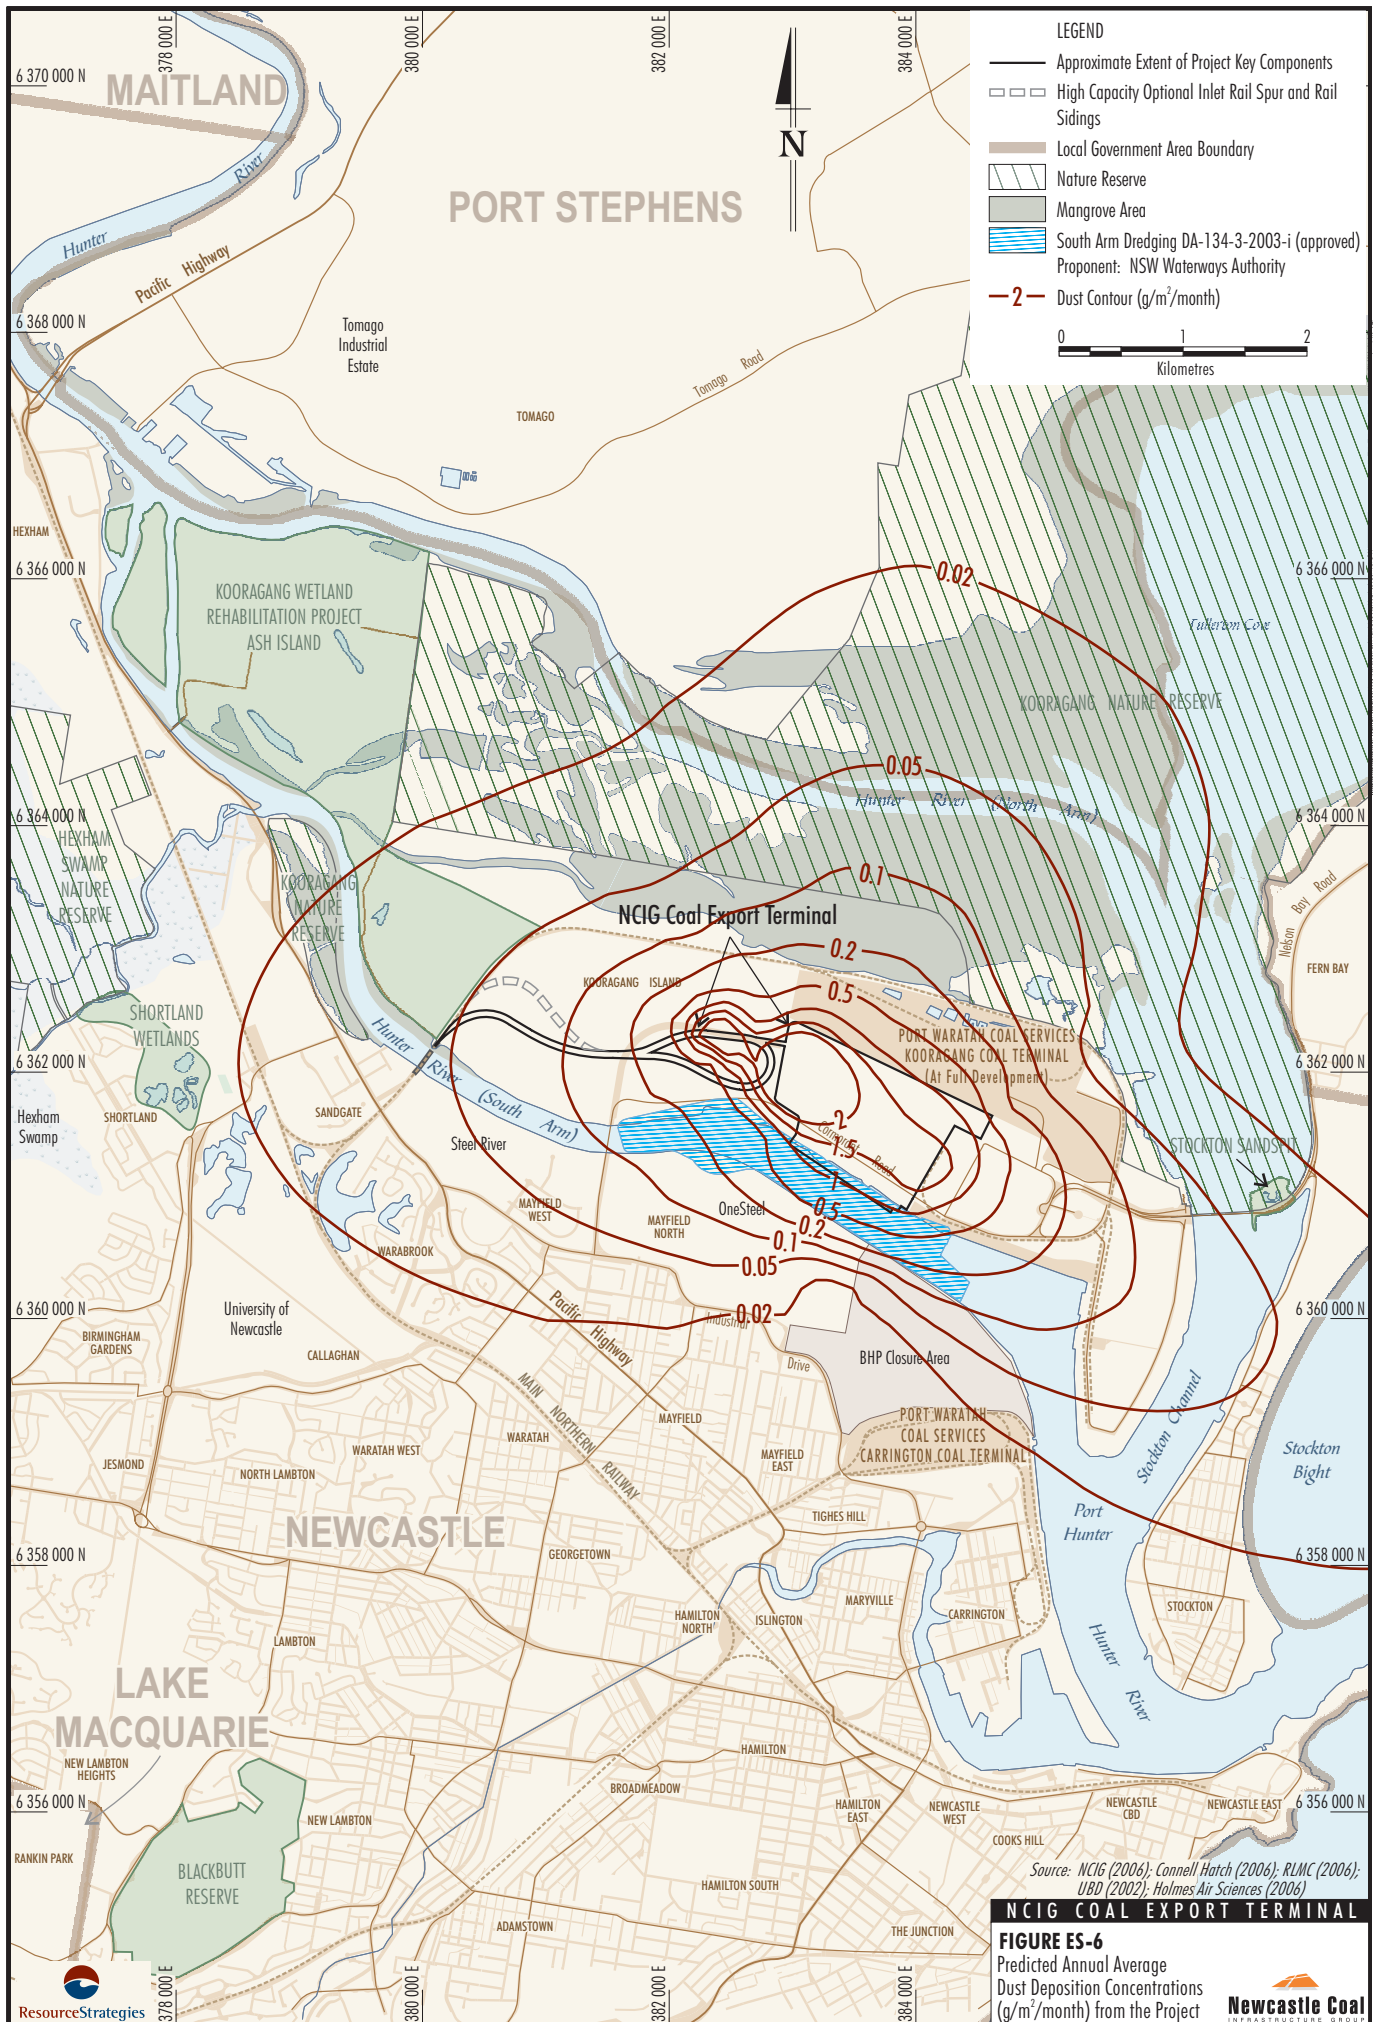 378 000 E
380 000 E
382 000 E
384 000 E
LEGEND
Approximate Extent of Project Key Components
High Capacity Optional Inlet Rail Spur and Rail
Sidings
Local Government Area Boundary
Nature Reserve
Mangrove Area
South Arm Dredging DA-134-3-2003-i (approved)
Proponent: NSW Waterways Authority
2
Dust Contour (g/m²/month)
0 1 2
Kilometres
N
6 370 000 N
MAITLAND
River
Hunter
Pacific Highway
PORT STEPHENS
6 368 000 N
Tomago
Industrial
Estate
Tomago Road
TOMAGO
HEXHAM
6 366 000 N
6 366 000 N
0.02
KOORAGANG WETLAND
REHABILITATION PROJECT
ASH ISLAND
Fullerton Cove
KOORAGANG NATURE RESERVE
0.05
Hunter River (North Arm)
6 364 000 N
6 364 000 N
HEXHAM
SWAMP
NATURE
RESERVE
KOORAGANG
NATURE
RESERVE
0.1
NCIG Coal Export Terminal
0.2
Nelson Bay Road
FERN BAY
KOORAGANG ISLAND
0.5
SHORTLAND
WETLANDS
PORT WARATAH COAL SERVICES
KOORAGANG COAL TERMINAL
(At Full Development)
6 362 000 N
6 362 000 N
Hunter River (South Arm)
Hexham
Swamp
SHORTLAND
SANDGATE
Steel River
2
1.5
1
0.5
0.2
0.1
0.05
0.02
Cormorant Road
STOCKTON SANDSPIT
MAYFIELD
WEST
MAYFIELD
NORTH
OneSteel
WARABROOK
6 360 000 N
6 360 000 N
University of
Newcastle
BIRMINGHAM
GARDENS
CALLAGHAN
Pacific Highway
Industrial
Drive
BHP Closure Area
MAIN NORTHERN RAILWAY
MAYFIELD
WARATAH
WARATAH WEST
PORT WARATAH
COAL SERVICES
CARRINGTON COAL TERMINAL
MAYFIELD
EAST
Stockton Channel
Stockton
Bight
JESMOND
NORTH LAMBTON
Port
Hunter
TIGHES HILL
NEWCASTLE
GEORGETOWN
6 358 000 N
6 358 000 N
MARYVILLE
HAMILTON
NORTH
ISLINGTON
CARRINGTON
STOCKTON
LAMBTON
Hunter
River
LAKE
MACQUARIE
HAMILTON
NEW LAMBTON
HEIGHTS
BROADMEADOW
6 356 000 N
6 356 000 N
HAMILTON
EAST
NEWCASTLE
WEST
NEWCASTLE
CBD
NEWCASTLE EAST
NEW LAMBTON
COOKS HILL
RANKIN PARK
BLACKBUTT
RESERVE
HAMILTON SOUTH
ADAMSTOWN
THE JUNCTION
Source: NCIG (2006); Connell Hatch (2006); RLMC (2006);
UBD (2002); Holmes Air Sciences (2006)
NCIG COAL EXPORT TERMINAL
FIGURE ES-6
Predicted Annual Average
Dust Deposition Concentrations
(g/m²/month) from the Project
Newcastle Coal
INFRASTRUCTURE GROUP
ResourceStrategies
378 000 E
380 000 E
382 000 E
384 000 E